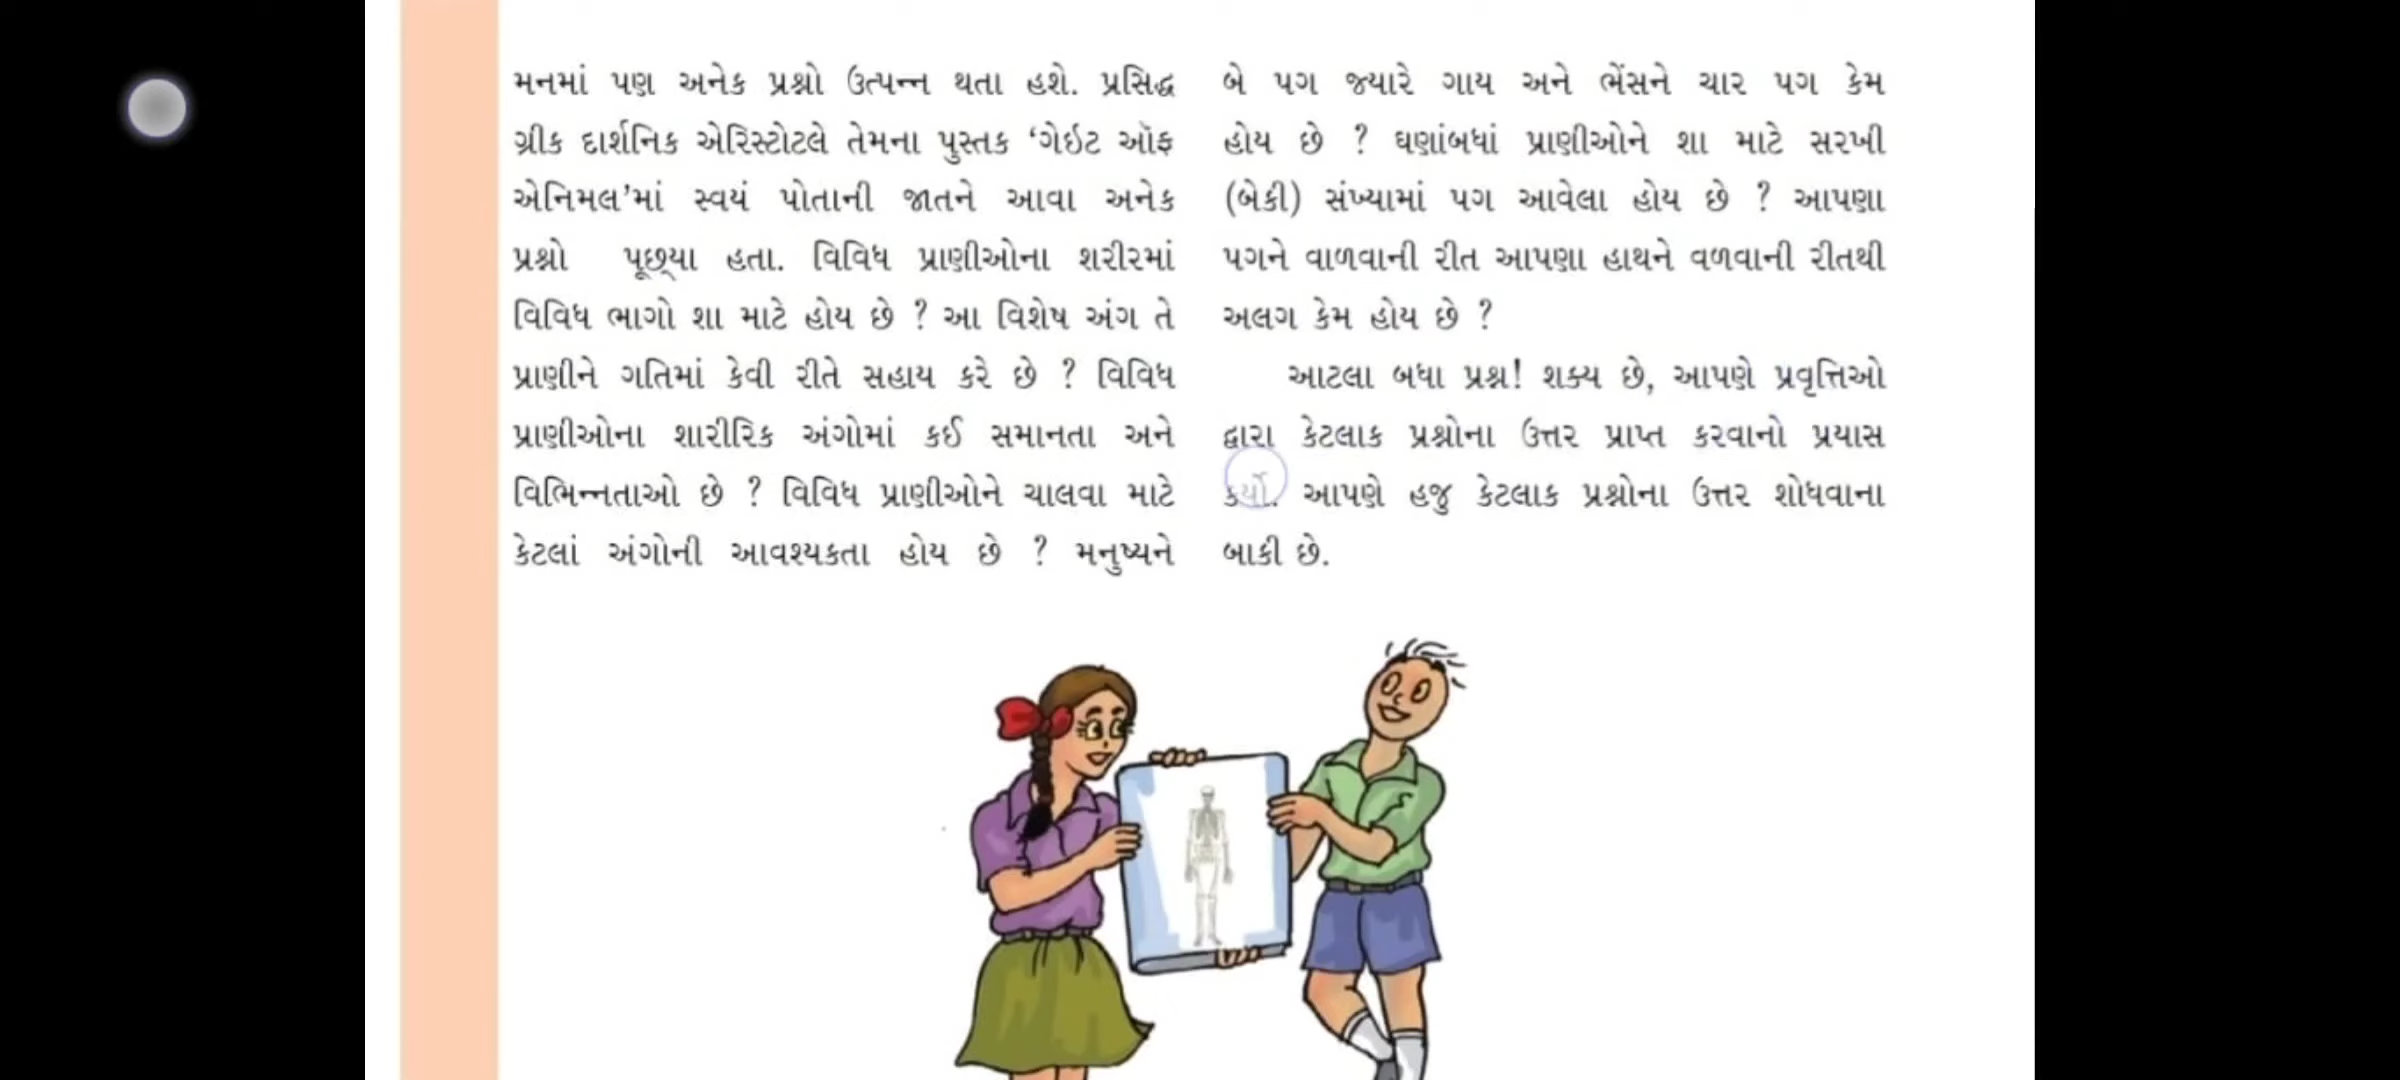 મનમાં પણ અનેક પ્રશ્નો ઉત્પન્ન થતા હશે. પ્રસિદ્ધ
ગ્રીક દાર્શનિક એરિસ્ટોટલે તેમના પુસ્તક ‘ગેઇટ ઑફ
એનિમલ’માં સ્વયં પોતાની જાતને આવા અનેક
પ્રશ્નો પૂછ્યા હતા. વિવિધ પ્રાણીઓના શરીરમાં
વિવિધ ભાગો શા માટે હોય છે ? આ વિશેષ અંગ તે
પ્રાણીને ગતિમાં કેવી રીતે સહાય કરે છે ? વિવિધ
પ્રાણીઓના શારીરિક અંગોમાં કઈ સમાનતા અને
વિભિન્નતાઓ છે ? વિવિધ પ્રાણીઓને ચાલવા માટે
કેટલાં અંગોની આવશ્યકતા હોય છે ? મનુષ્યને
બે પગ જ્યારે ગાય અને ભેંસને ચાર પગ કેમ
હોય છે ? ઘણાંબધાં પ્રાણીઓને શા માટે સરખી
(બેકી) સંખ્યામાં પગ આવેલા હોય છે ? આપણા
પગને વાળવાની રીત આપણા હાથને વળવાની રીતથી
અલગ કેમ હોય છે ?
આટલા બધા પ્રશ્ન! શક્ય છે, આપણે પ્રવૃત્તિઓ
દ્વારા કેટલાક પ્રશ્નોના ઉત્તર પ્રાપ્ત કરવાનો પ્રયાસ
કર્યો. આપણે હજુ કેટલાક પ્રશ્નોના ઉત્તર શોધવાના
બાકી છે.